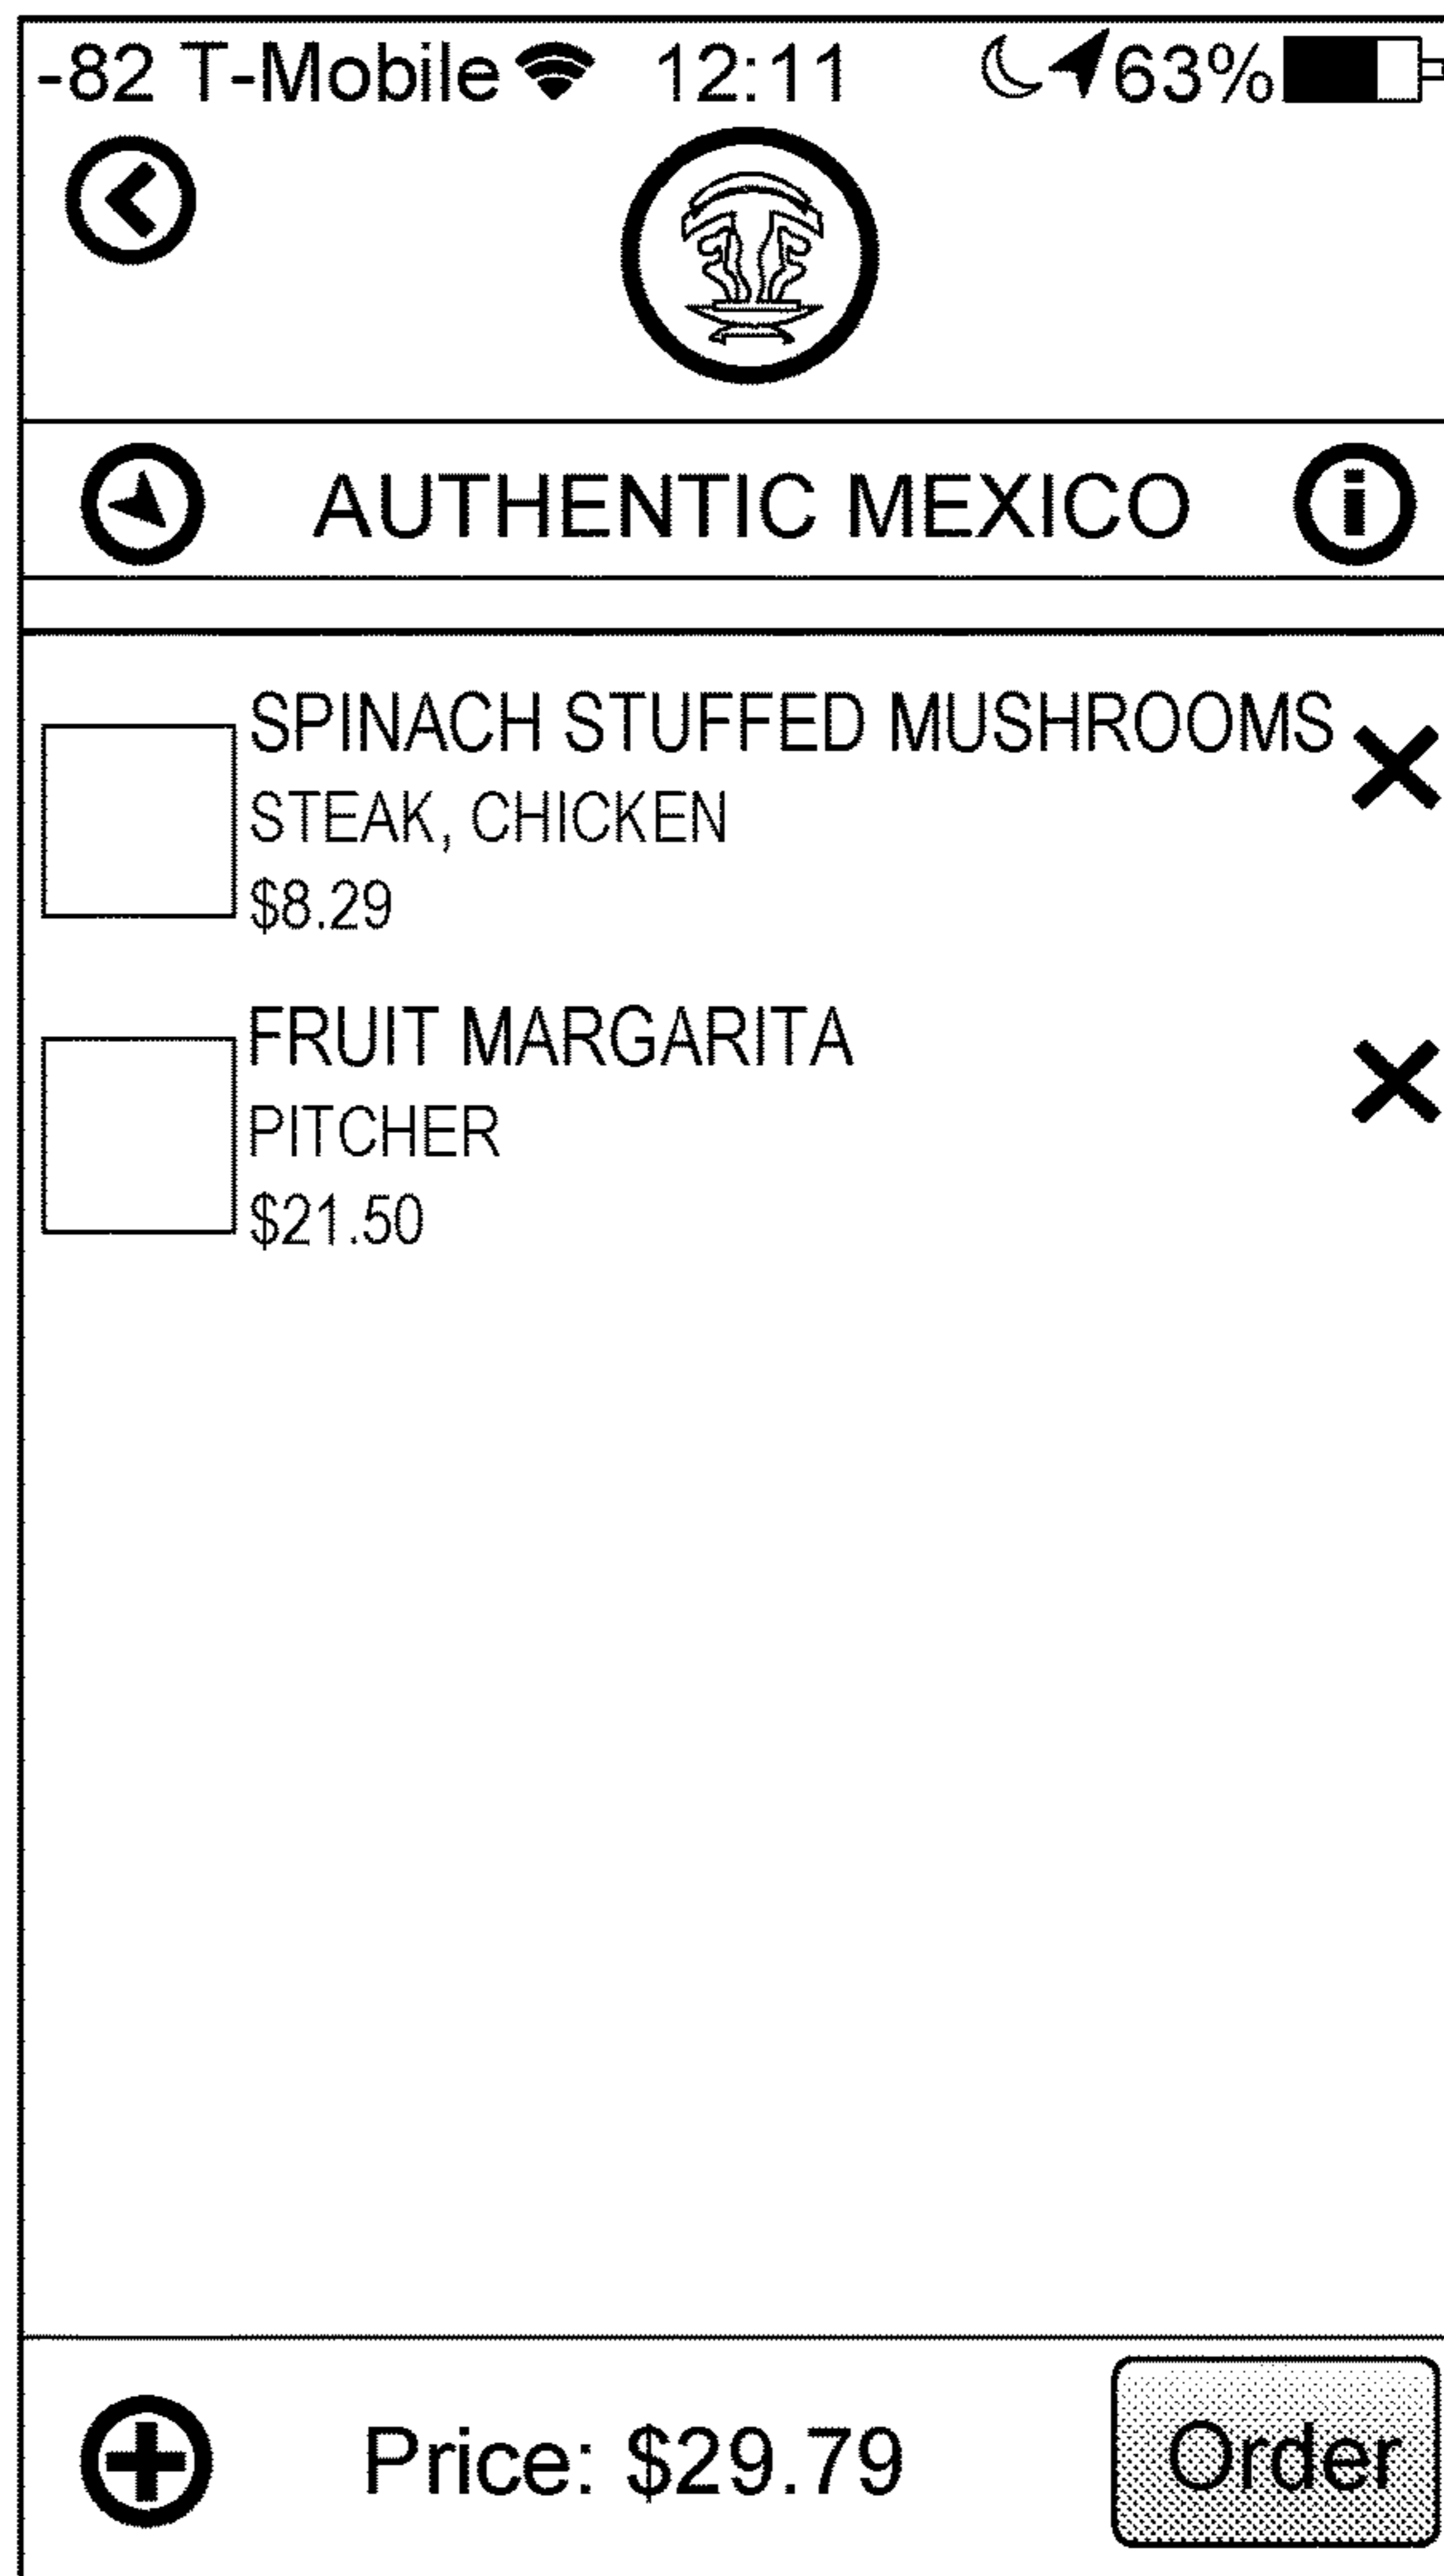 -82 T-Mobile 12:11 63%
AUTHENTIC MEXICO
SPINACH STUFFED MUSHROOMS
STEAK, CHICKEN
$8.29
FRUIT MARGARITA
PITCHER
$21.50
Price: $29.79 Order